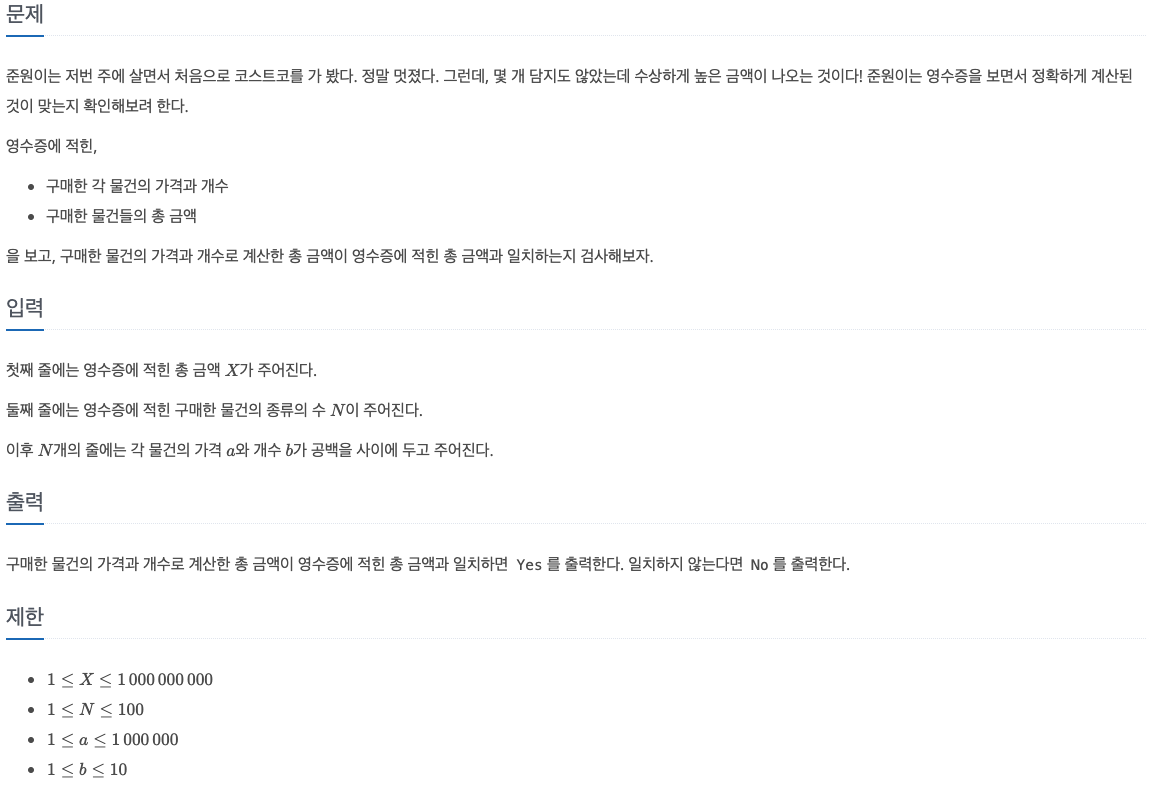 문제
준원이는 저번 주에 살면서 처음으로 코스트코를 가 봤다. 정말 멋졌다. 그런데, 몇 개 담지도 않았는데 수상하게 높은 금액이 나오는 것이다! 준원이는 영수증을 보면서 정확하게 계산된
것이 맞는지 확인해보려 한다.
영수증에 적힌,
• 구매한 각 물건의 가격과 개수
• 구매한 물건들의 총 금액
을 보고, 구매한 물건의 가격과 개수로 계산한 총 금액이 영수증에 적힌 총 금액과 일치하는지 검사해보자.
입력
첫째 줄에는 영수증에 적힌 총 금액 X가 주어진다.
둘째 줄에는 영수증에 적힌 구매한 물건의 종류의 수 N이 주어진다.
이후 N개의 줄에는 각 물건의 가격 a와 개수 b가 공백을 사이에 두고 주어진다.
출력
구매한 물건의 가격과 개수로 계산한 총 금액이 영수증에 적힌 총 금액과 일치하면 Yes 를 출력한다. 일치하지 않는다면 No 를 출력한다.
제한
• 1 ≤ X ≤ 1 000 000 000
• 1 ≤ N ≤ 100
• 1 ≤ a ≤ 1 000 000
• 1 ≤ b ≤ 10